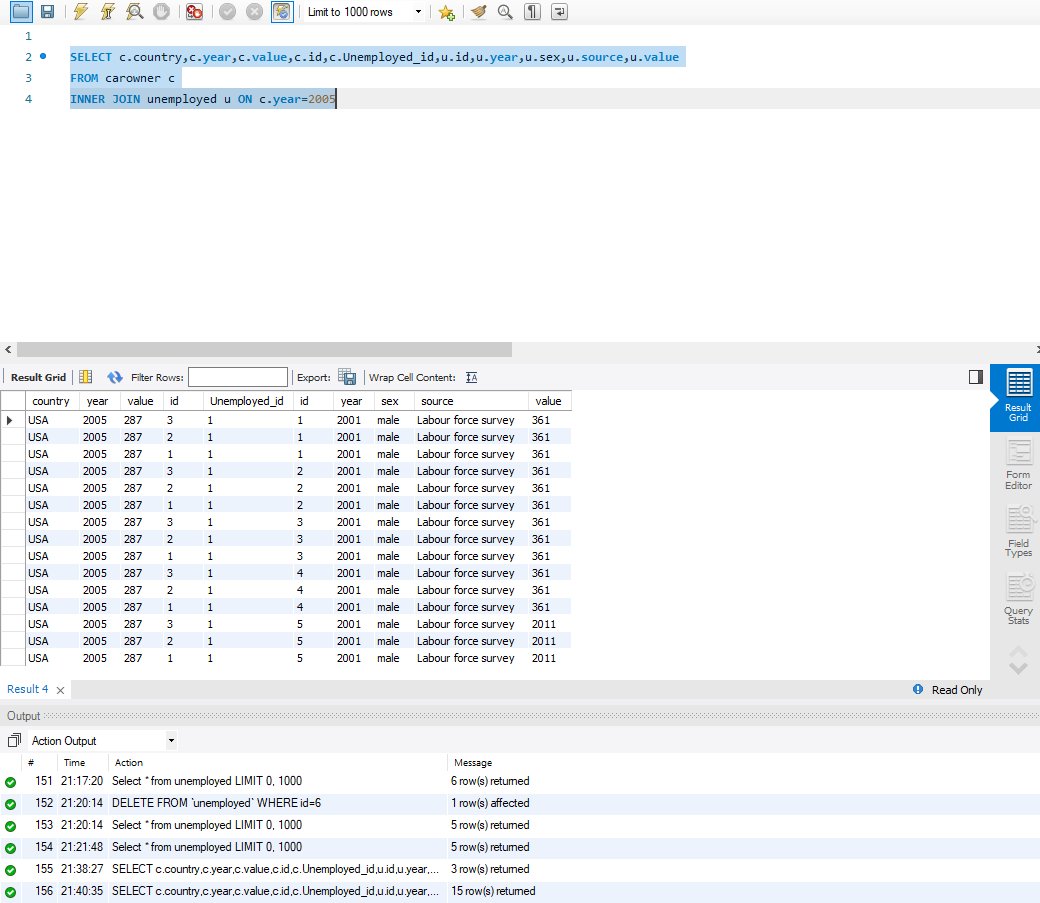 Limit to 1000 rows
1
2 SELECT c.country,c.year,c.value,c.id,c.Unemployed_id,u.id,u.year,u.sex,u.source,u.value
3 FROM carowner c
4 INNER JOIN unemployed u ON c.year=2005
Result Grid Filter Rows: Export: Wrap Cell Content:
country year value id Unemployed_id id year sex source value
USA 2005 287 3 1 1 2001 male Labour force survey 361
USA 2005 287 2 1 1 2001 male Labour force survey 361
USA 2005 287 1 1 1 2001 male Labour force survey 361
USA 2005 287 3 1 2 2001 male Labour force survey 361
USA 2005 287 2 1 2 2001 male Labour force survey 361
USA 2005 287 1 1 2 2001 male Labour force survey 361
USA 2005 287 3 1 3 2001 male Labour force survey 361
USA 2005 287 2 1 3 2001 male Labour force survey 361
USA 2005 287 1 1 3 2001 male Labour force survey 361
USA 2005 287 3 1 4 2001 male Labour force survey 361
USA 2005 287 2 1 4 2001 male Labour force survey 361
USA 2005 287 1 1 4 2001 male Labour force survey 361
USA 2005 287 3 1 5 2001 male Labour force survey 2011
USA 2005 287 2 1 5 2001 male Labour force survey 2011
USA 2005 287 1 1 5 2001 male Labour force survey 2011
Result
Grid
Form
Editor
Field
Types
Query
Stats
Result 4 Read Only
Output
Action Output
# Time Action Message
151 21:17:20 Select * from unemployed LIMIT 0, 1000 6 row(s) returned
152 21:20:14 DELETE FROM `unemployed` WHERE id=6 1 row(s) affected
153 21:20:14 Select * from unemployed LIMIT 0, 1000 5 row(s) returned
154 21:21:48 Select * from unemployed LIMIT 0, 1000 5 row(s) returned
155 21:38:27 SELECT c.country,c.year,c.value,c.id,c.Unemployed_id,u.id,u.year,... 3 row(s) returned
156 21:40:35 SELECT c.country,c.year,c.value,c.id,c.Unemployed_id,u.id,u.year,... 15 row(s) returned